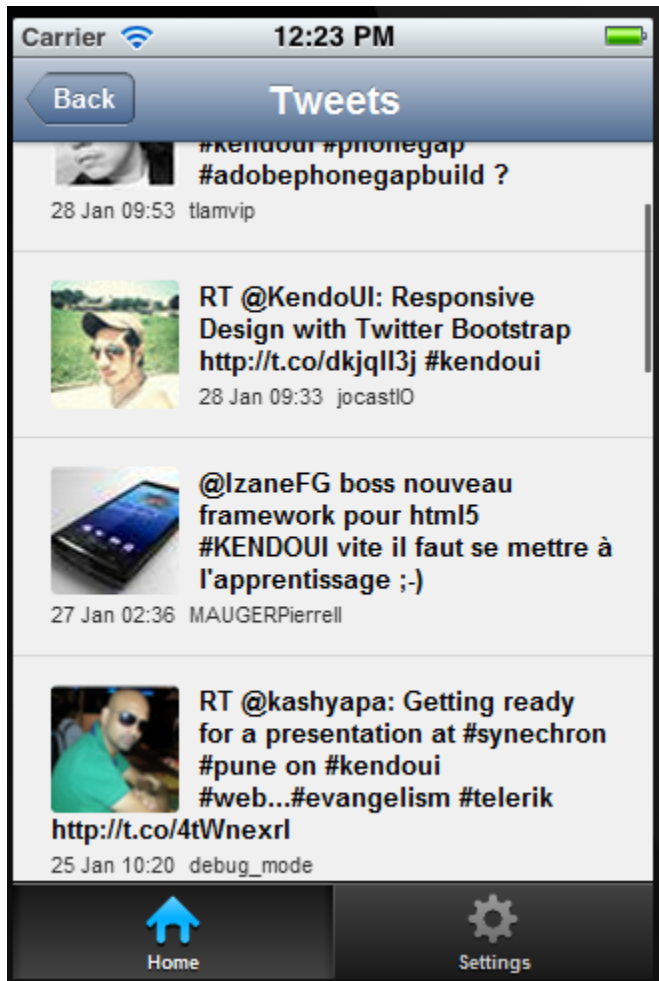 Carrier 12:23 PM
Back Tweets
#kendoui #phonegap
#adobephonegapbuild ?
28 Jan 09:53 tlamvip
RT @KendoUI: Responsive
Design with Twitter Bootstrap
http://t.co/dkjqIl3j #kendoui
28 Jan 09:33 jocastIO
@IzaneFG boss nouveau
framework pour html5
#KENDOUI vite il faut se mettre à
l'apprentissage ;-)
27 Jan 02:36 MAUGERPierrell
RT @kashyapa: Getting ready
for a presentation at #synechron
#pune on #kendoui
#web...#evangelism #telerik
http://t.co/4tWnexrl
25 Jan 10:20 debug_mode
Home Settings